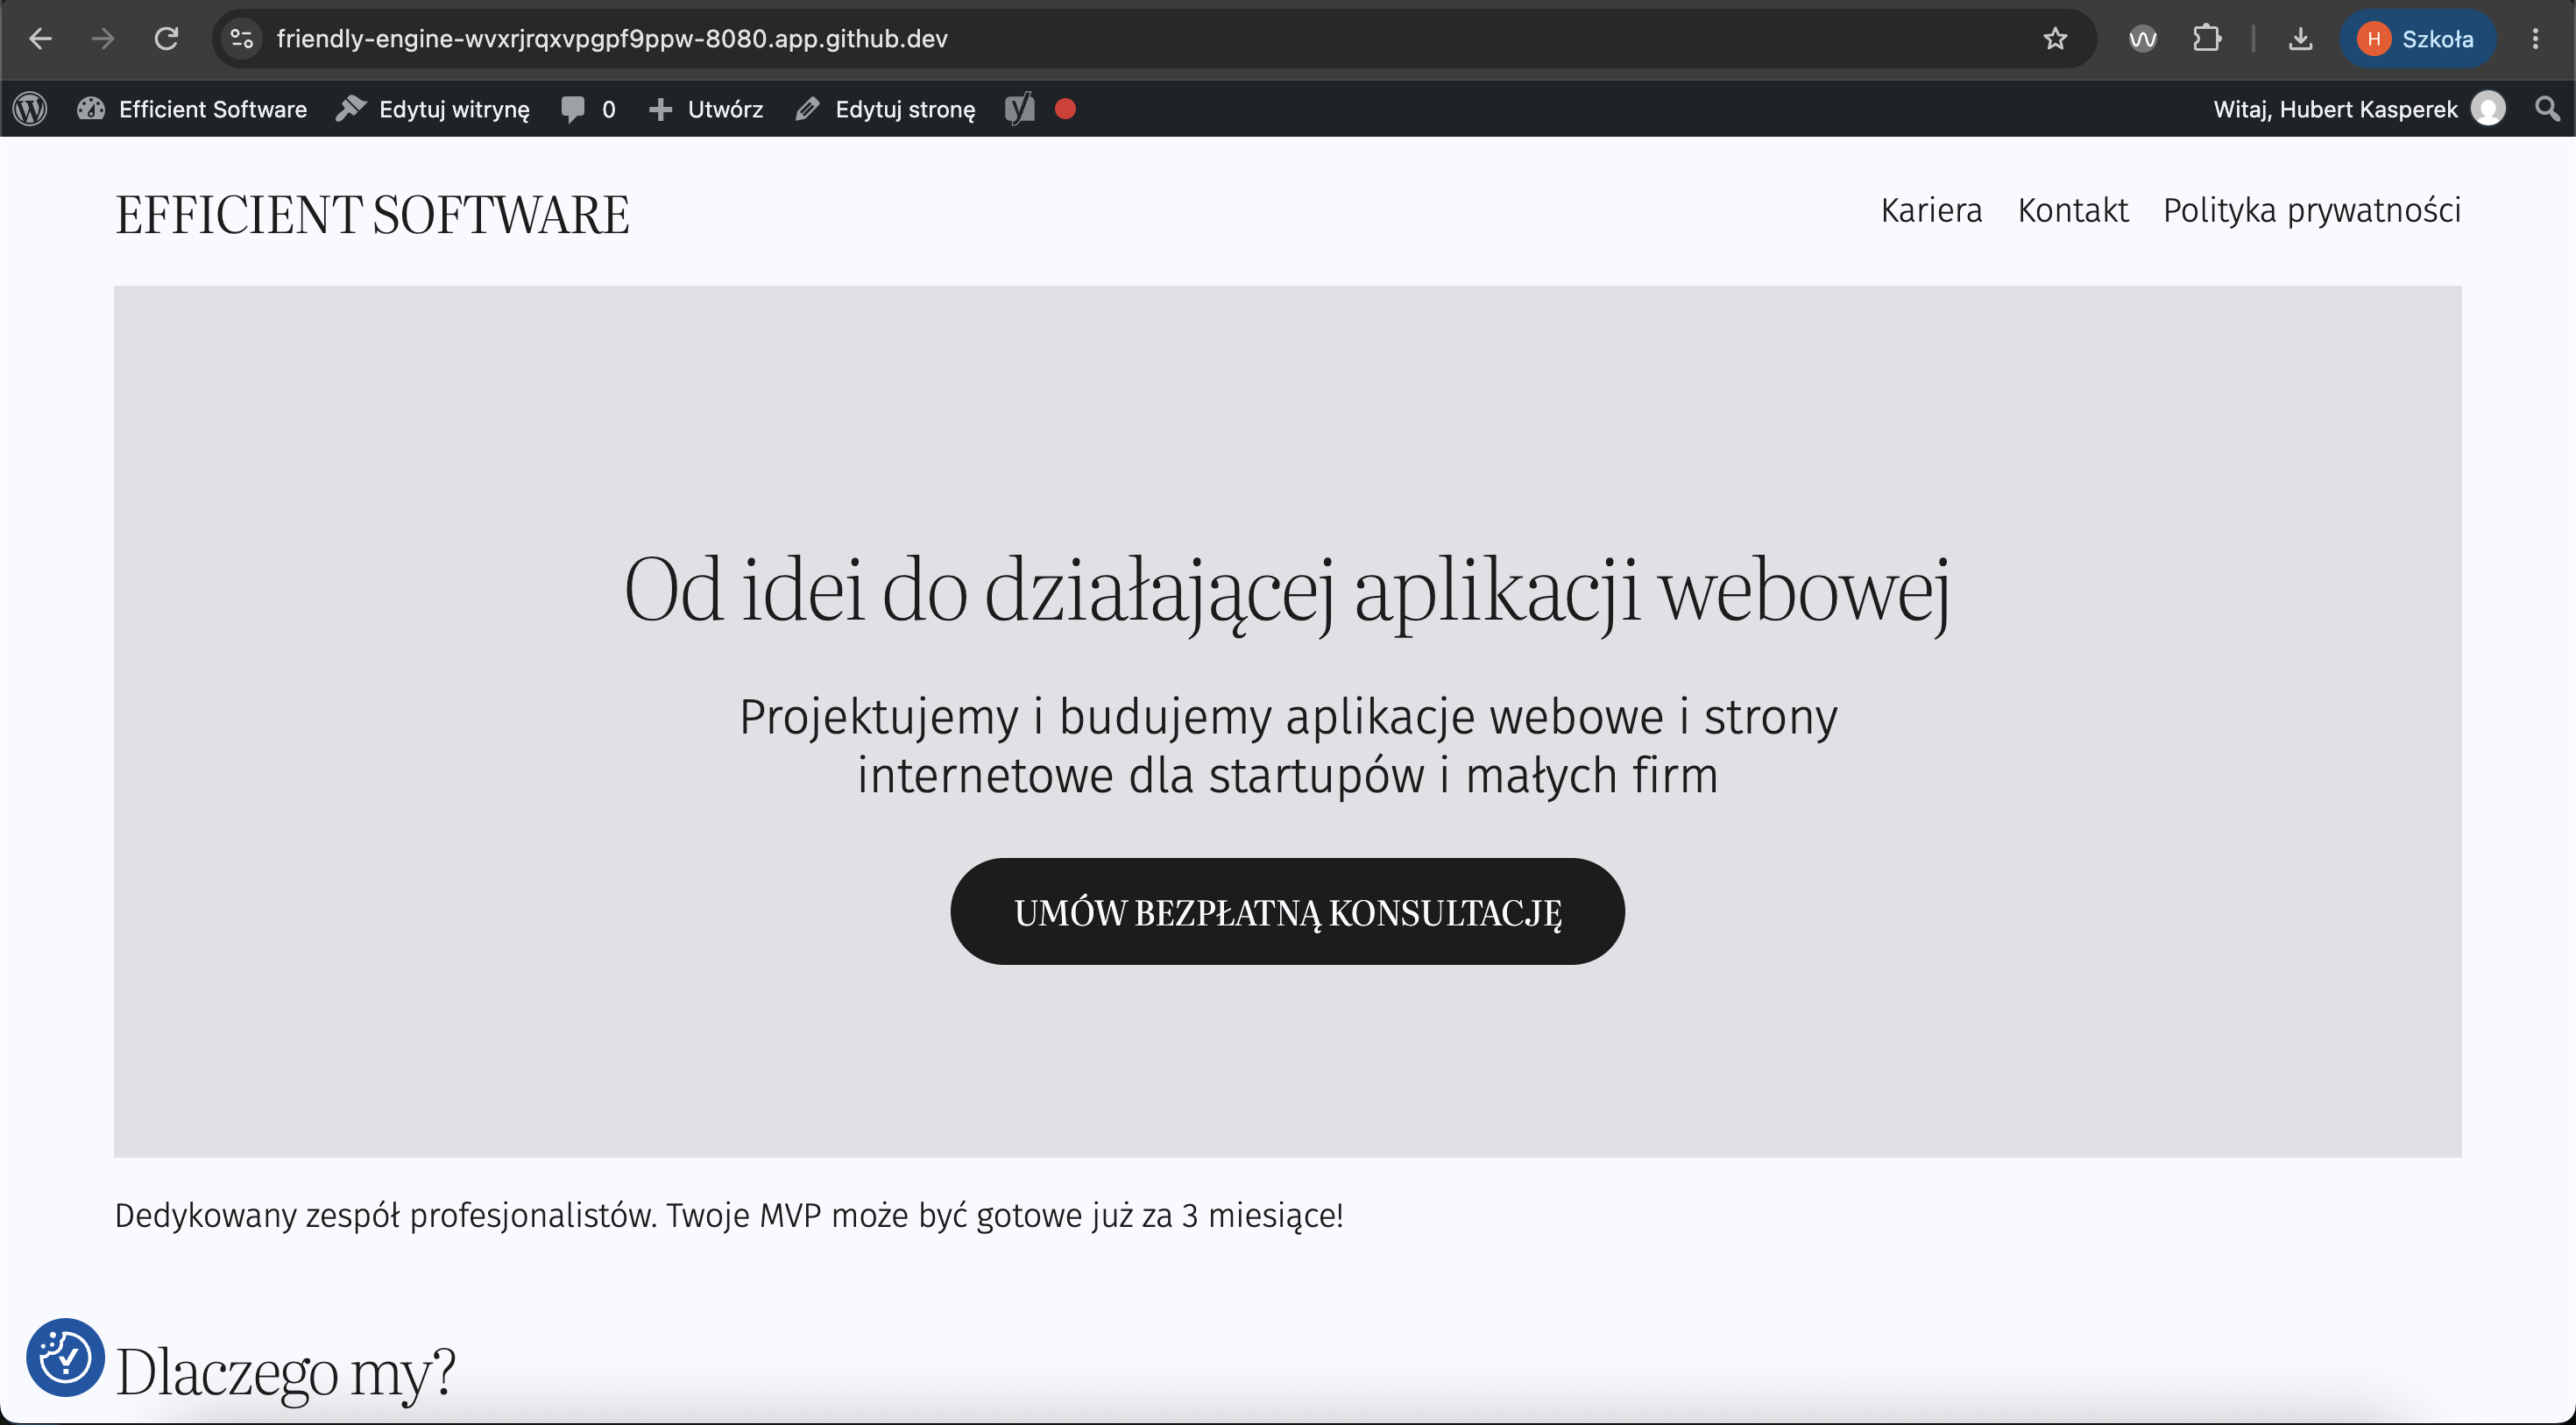 friendly-engine-wvxrjrqxvpgpf9ppw-8080.app.github.dev
H Szkoła
Efficient Software Edytuj witrynę 0 Utwórz Edytuj stronę Witaj, Hubert Kasperek
EFFICIENT SOFTWARE
Kariera Kontakt Polityka prywatności
Od idei do działającej aplikacji webowej
Projektujemy i budujemy aplikacje webowe i strony
internetowe dla startupów i małych firm
UMÓW BEZPŁATNĄ KONSULTACJĘ
Dedykowany zespół profesjonalistów. Twoje MVP może być gotowe już za 3 miesiące!
Dlaczego my?